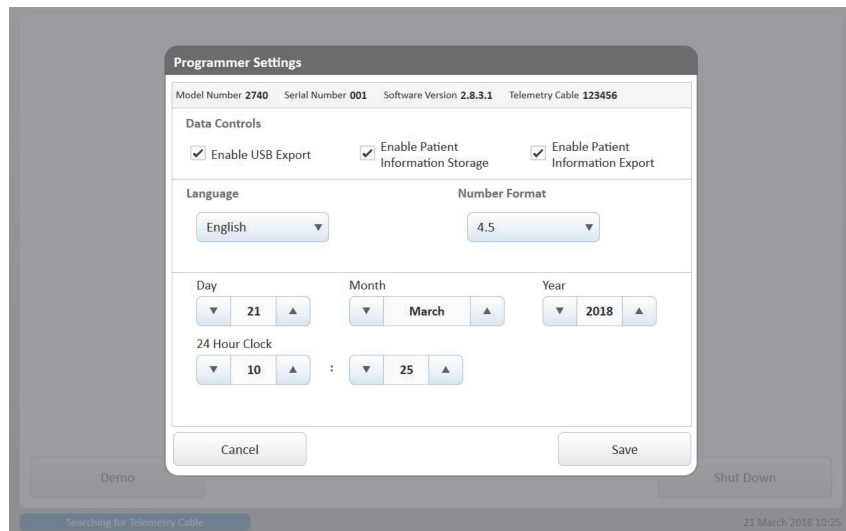 Programmer Settings
Model Number 2740 Serial Number 001 Software Version 2.8.3.1 Telemetry Cable 123456
Data Controls
Enable USB Export
Enable Patient
Information Storage
Enable Patient
Information Export
Language
Number Format
English
4.5
Day
Month
Year
21
March
2018
24 Hour Clock
10 : 25
Cancel
Save
Demo
Shut Down
Searching for Telemetry Cable
21 March 2018 10:25